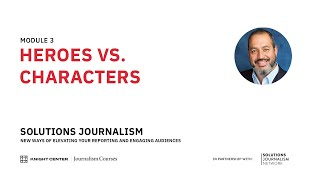 MODULE 3
HEROES VS.
CHARACTERS
SOLUTIONS JOURNALISM
NEW WAYS OF ELEVATING YOUR REPORTING AND ENGAGING AUDIENCES
KNIGHT CENTER JournalismCourses
IN PARTNERSHIP WITH:
SOLUTIONS
JOURNALISM
NETWORK